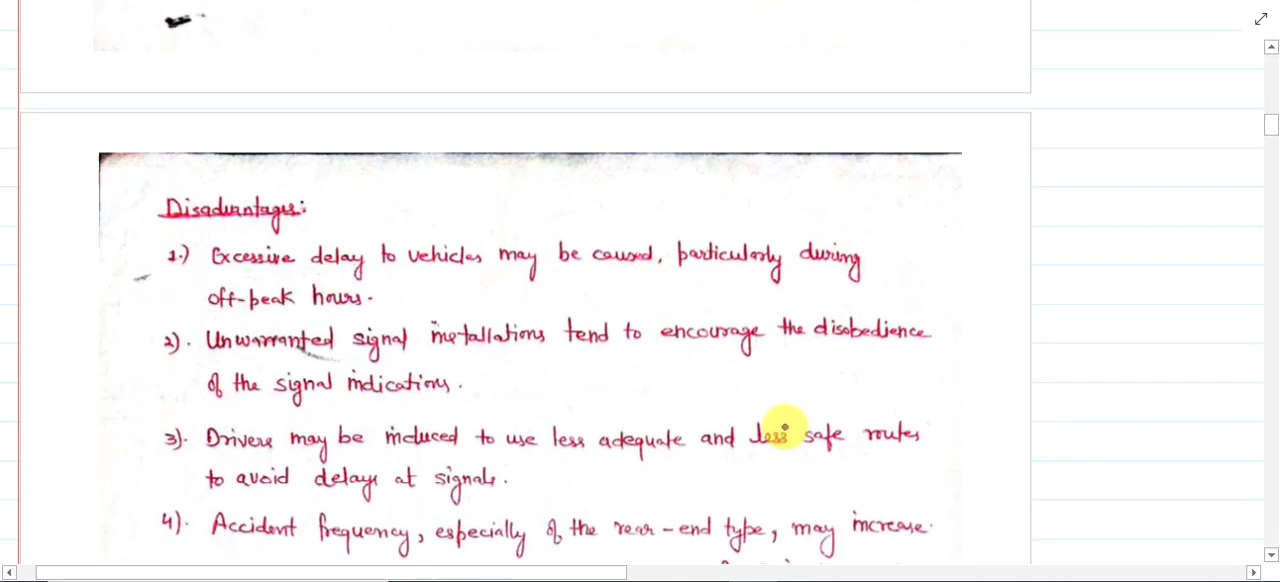 Disadvantages:
1.) Excessive delay to vehicles may be caused, particularly during
off-peak hours.
2). Unwarranted signal installations tend to encourage the disobedience
of the signal indications.
3). Drivers may be induced to use less adequate and less safe routes
to avoid delays at signals.
4). Accident frequency, especially of the rear-end type, may increase.